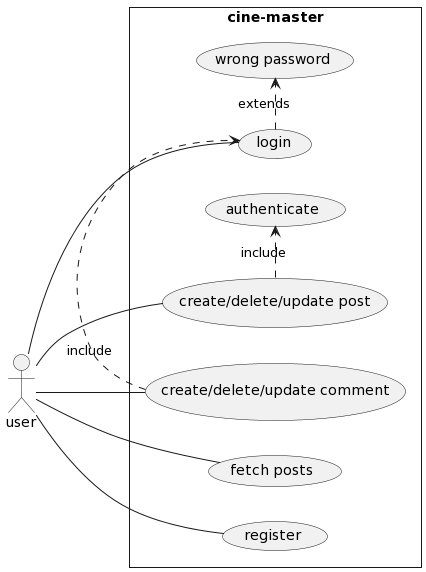 cine-master
wrong password
extends
login
authenticate
include
create/delete/update post
include
create/delete/update comment
user
fetch posts
register